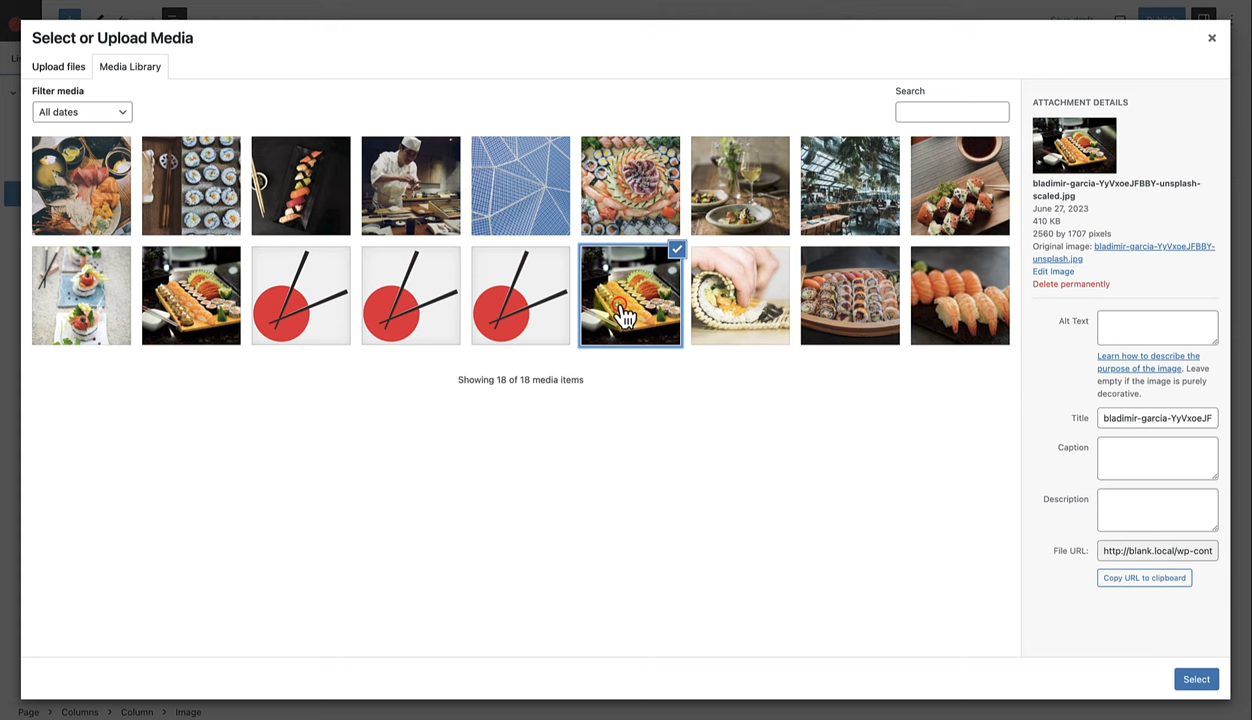 Select or Upload Media
Upload files
Media Library
Filter media
All dates
Search
Showing 18 of 18 media items
ATTACHMENT DETAILS
bladimir-garcia-YyVxoeJFBBY-unsplash-
scaled.jpg
June 27, 2023
410 KB
2560 by 1707 pixels
Original image: bladimir-garcia-YyVxoeJFBBY-
unsplash.jpg
Edit Image
Delete permanently
Alt Text
Learn how to describe the
purpose of the image. Leave
empty if the image is purely
decorative.
Title
bladimir-garcia-YyVxoeJF
Caption
Description
File URL:
http://blank.local/wp-cont
Copy URL to clipboard
Select
Page > Columns > Column > Image